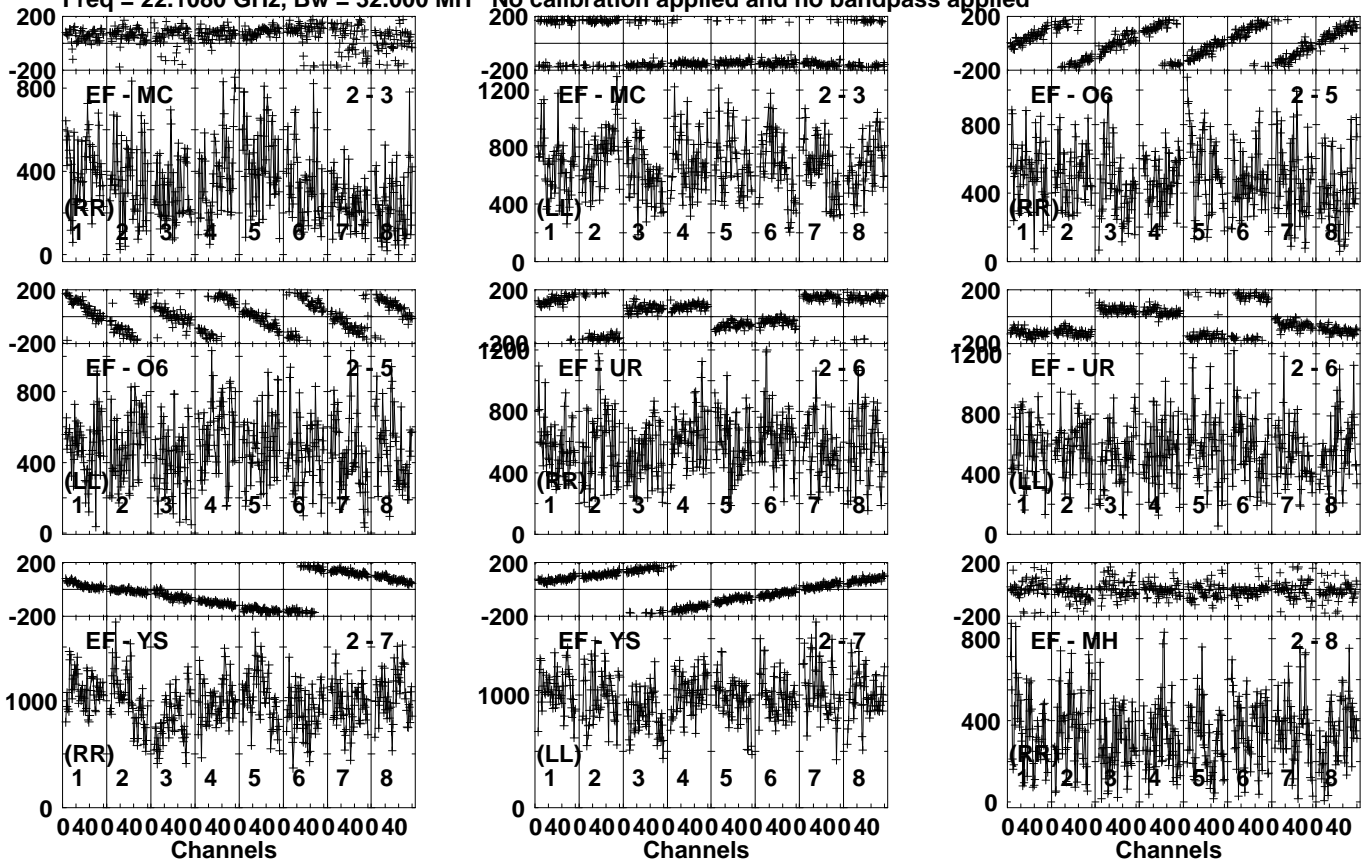 Freq = 22.1080 GHz, Bw = 32.000 MH No calibration applied and no bandpass applied
200
-200
800
400
0
EF - MC 2 - 3
(RR)
1 2 3 4 5 6 7 8
200
-200
1200
800
400
0
EF - MC 2 - 3
(LL)
1 2 3 4 5 6 7 8
200
-200
800
400
0
EF - O6 2 - 5
(RR)
1 2 3 4 5 6 7 8
200
-200
800
400
0
EF - O6 2 - 5
(LL)
1 2 3 4 5 6 7 8
200
-200
1200
800
400
0
EF - UR 2 - 6
(RR)
1 2 3 4 5 6 7 8
200
-200
1200
800
400
0
EF - UR 2 - 6
(LL)
1 2 3 4 5 6 7 8
200
-200
1000
0
EF - YS 2 - 7
(RR)
1 2 3 4 5 6 7 8
0 40 0 40 0 40 0 40 0 40 0 40 0 40 0 40
Channels
200
-200
1000
0
EF - YS 2 - 7
(LL)
1 2 3 4 5 6 7 8
0 40 0 40 0 40 0 40 0 40 0 40 0 40 0 40
Channels
200
-200
800
400
0
EF - MH 2 - 8
(RR)
1 2 3 4 5 6 7 8
0 40 0 40 0 40 0 40 0 40 0 40 0 40 0 40
Channels